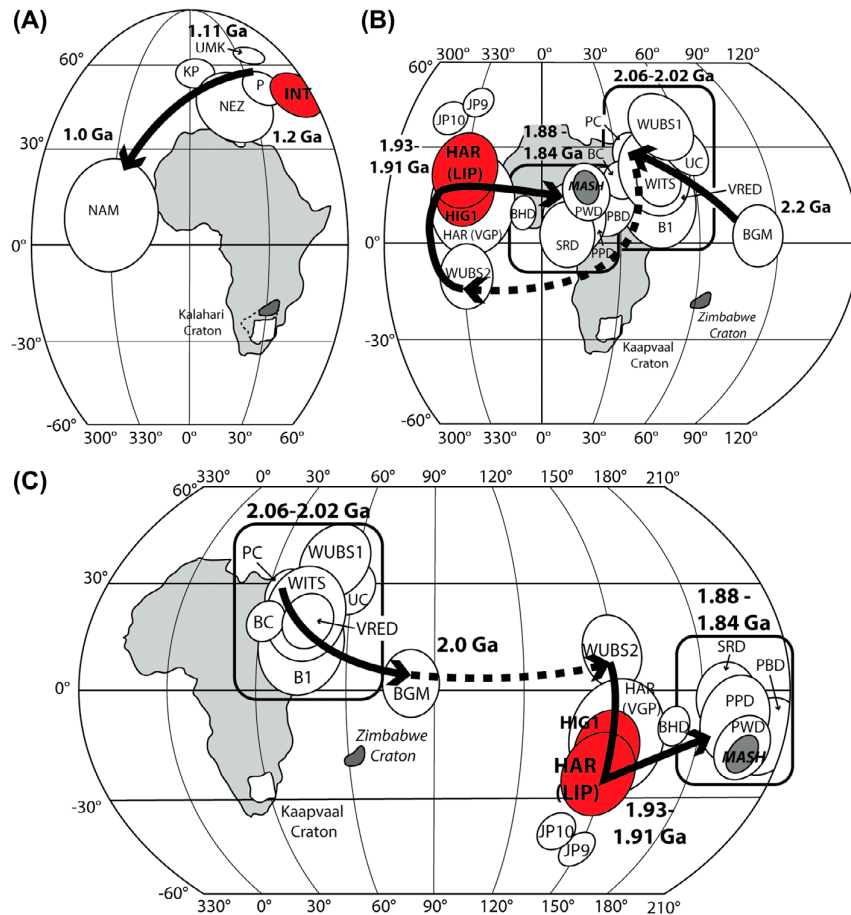 (A)
60°
1.11 Ga
UMK
KP
P
INT
NEZ
1.2 Ga
1.0 Ga
30°
NAM
0°
Kalahari
Craton
-30°
-60°
300° 330° 0° 30° 60°
(B)
300° 330° 0° 30° 60° 90° 120°
60°
2.06-2.02 Ga
JP10
JP9
PC
WUBS1
1.93-
1.91 Ga
30°
1.88 -
1.84 Ga
BC
UC
HAR
(LIP)
MASH
WITS
VRED
HIG1
BHD
PWD
PBD
2.2 Ga
HAR (VGP)
B1
0°
SRD
PPD
BGM
WUBS2
Zimbabwe
Craton
-30°
Kaapvaal
Craton
-60°
300° 330° 0° 30° 60° 90° 120°
(C)
330° 0° 30° 60° 90° 120° 150° 180° 210°
60°
2.06-2.02 Ga
PC
WUBS1
30°
WITS
UC
1.88 -
1.84 Ga
BC
VRED
2.0 Ga
WUBS2
SRD
PBD
B1
0°
BGM
HAR
(VGP)
PPD
HIG1
BHD
PWD
Zimbabwe
Craton
MASH
HAR
(LIP)
-30°
Kaapvaal
Craton
1.93-
1.91 Ga
JP10
JP9
-60°
330° 0° 30° 60° 90° 120° 150° 180° 210°